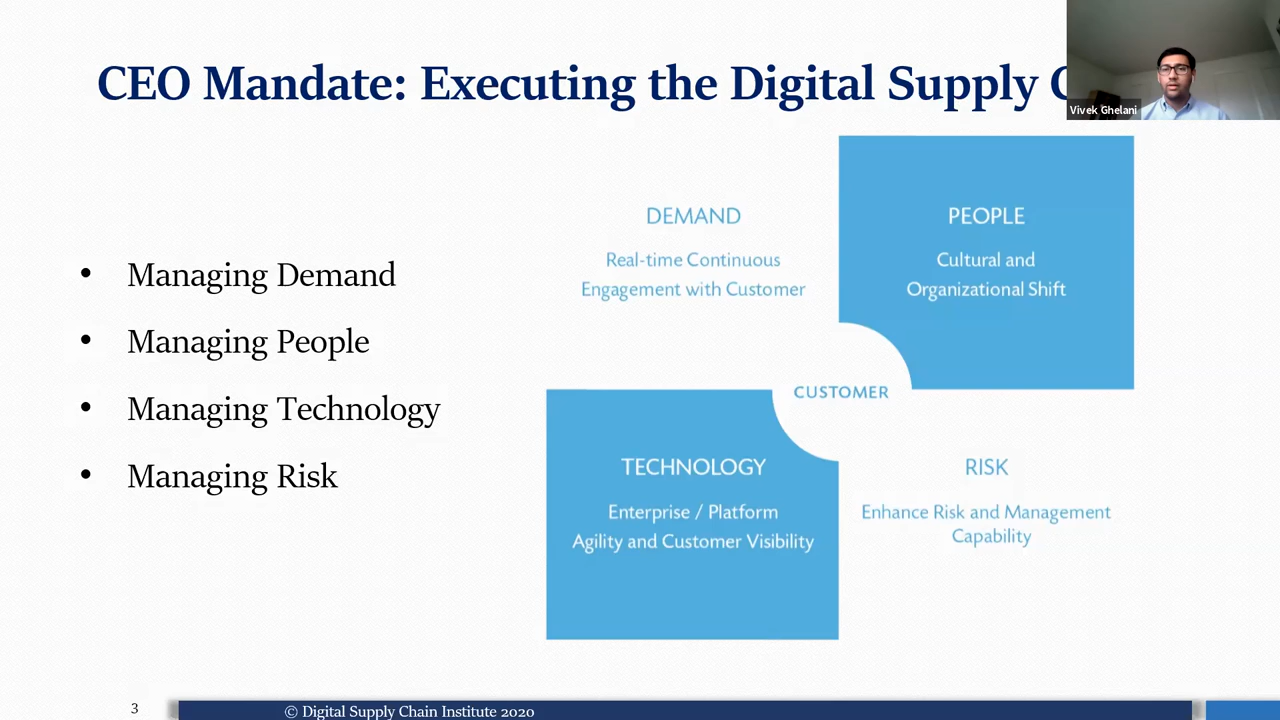 CEO Mandate: Executing the Digital Supply
Vivek Ghelani
• Managing Demand
• Managing People
• Managing Technology
• Managing Risk
DEMAND
Real-time Continuous
Engagement with Customer
PEOPLE
Cultural and
Organizational Shift
CUSTOMER
TECHNOLOGY
Enterprise / Platform
Agility and Customer Visibility
RISK
Enhance Risk and Management
Capability
3
© Digital Supply Chain Institute 2020